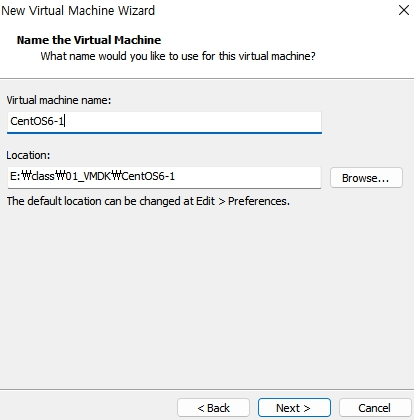 New Virtual Machine Wizard
Name the Virtual Machine
What name would you like to use for this virtual machine?
Virtual machine name:
CentOS6-1
Location:
E:₩class₩01_VMDK₩CentOS6-1
Browse...
The default location can be changed at Edit > Preferences.
< Back
Next >
Cancel